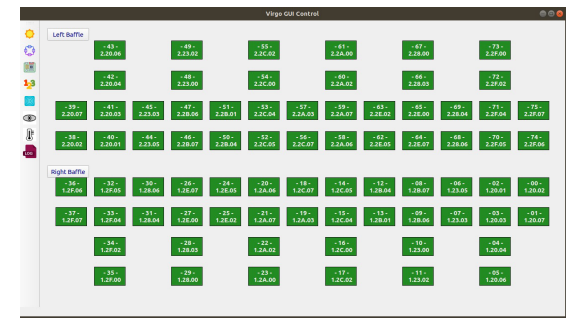 Virgo GUI Control
Left Baffle
- 43 - - 49 - - 55 - - 61 - - 67 - - 73 -
2.20.06 2.23.02 2.2C.02 2.2A.00 2.28.00 2.2F.00
- 42 - - 48 - - 54 - - 60 - - 66 - - 72 -
2.20.04 2.23.00 2.2C.00 2.2A.02 2.28.03 2.2F.02
- 39 - - 41 - - 45 - - 47 - - 51 - - 53 - - 57 - - 59 - - 63 - - 65 - - 69 - - 71 - - 75 -
2.20.07 2.20.03 2.23.03 2.2B.06 2.2B.01 2.2C.04 2.2A.03 2.2A.07 2.2E.02 2.2E.00 2.28.04 2.2F.04 2.2F.07
- 38 - - 40 - - 44 - - 46 - - 50 - - 52 - - 56 - - 58 - - 62 - - 64 - - 68 - - 70 - - 74 -
2.20.02 2.20.01 2.23.05 2.2B.07 2.2B.04 2.2C.05 2.2C.07 2.2A.06 2.2E.05 2.2E.07 2.28.06 2.2F.05 2.2F.06
Right Baffle
- 36 - - 32 - - 30 - - 26 - - 24 - - 20 - - 18 - - 14 - - 12 - - 08 - - 06 - - 02 - - 00 -
1.2F.06 1.2F.05 1.28.06 1.2E.07 1.2E.05 1.2A.06 1.2C.07 1.2C.05 1.2B.04 1.2B.07 1.23.05 1.20.01 1.20.02
- 37 - - 33 - - 31 - - 27 - - 25 - - 21 - - 19 - - 15 - - 13 - - 09 - - 07 - - 03 - - 01 -
1.2F.07 1.2F.04 1.28.04 1.2E.00 1.2E.02 1.2A.07 1.2A.03 1.2C.04 1.2B.01 1.2B.06 1.23.03 1.20.03 1.20.07
- 34 - - 28 - - 22 - - 16 - - 10 - - 04 -
1.2F.02 1.28.03 1.2A.02 1.2C.00 1.23.00 1.20.04
- 35 - - 29 - - 23 - - 17 - - 11 - - 05 -
1.2F.00 1.28.00 1.2A.00 1.2C.02 1.23.02 1.20.06
LOG